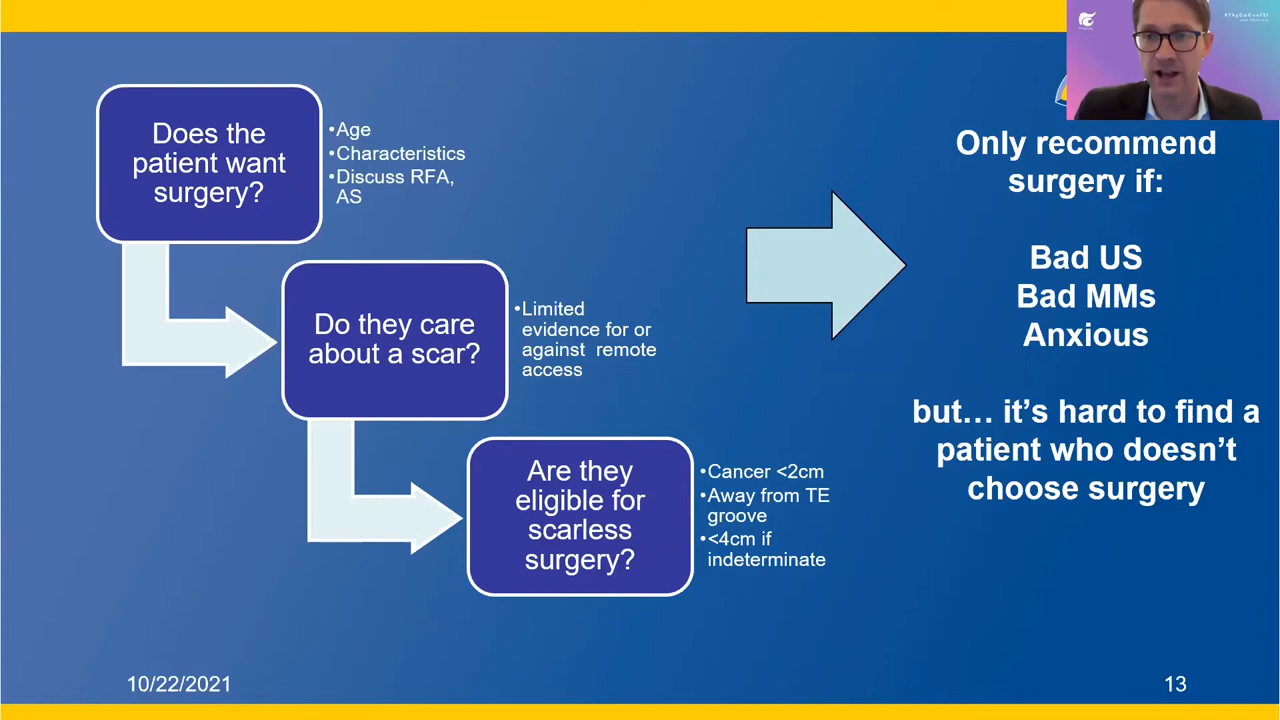 Does the
patient want
surgery?
•Age
•Characteristics
•Discuss RFA,
AS
Do they care
about a scar?
•Limited
evidence for or
against remote
access
Are they
eligible for
scarless
surgery?
•Cancer <2cm
•Away from TE
groove
•<4cm if
indeterminate
Only recommend
surgery if:
Bad US
Bad MMs
Anxious
but… it’s hard to find a
patient who doesn’t
choose surgery
10/22/2021
13